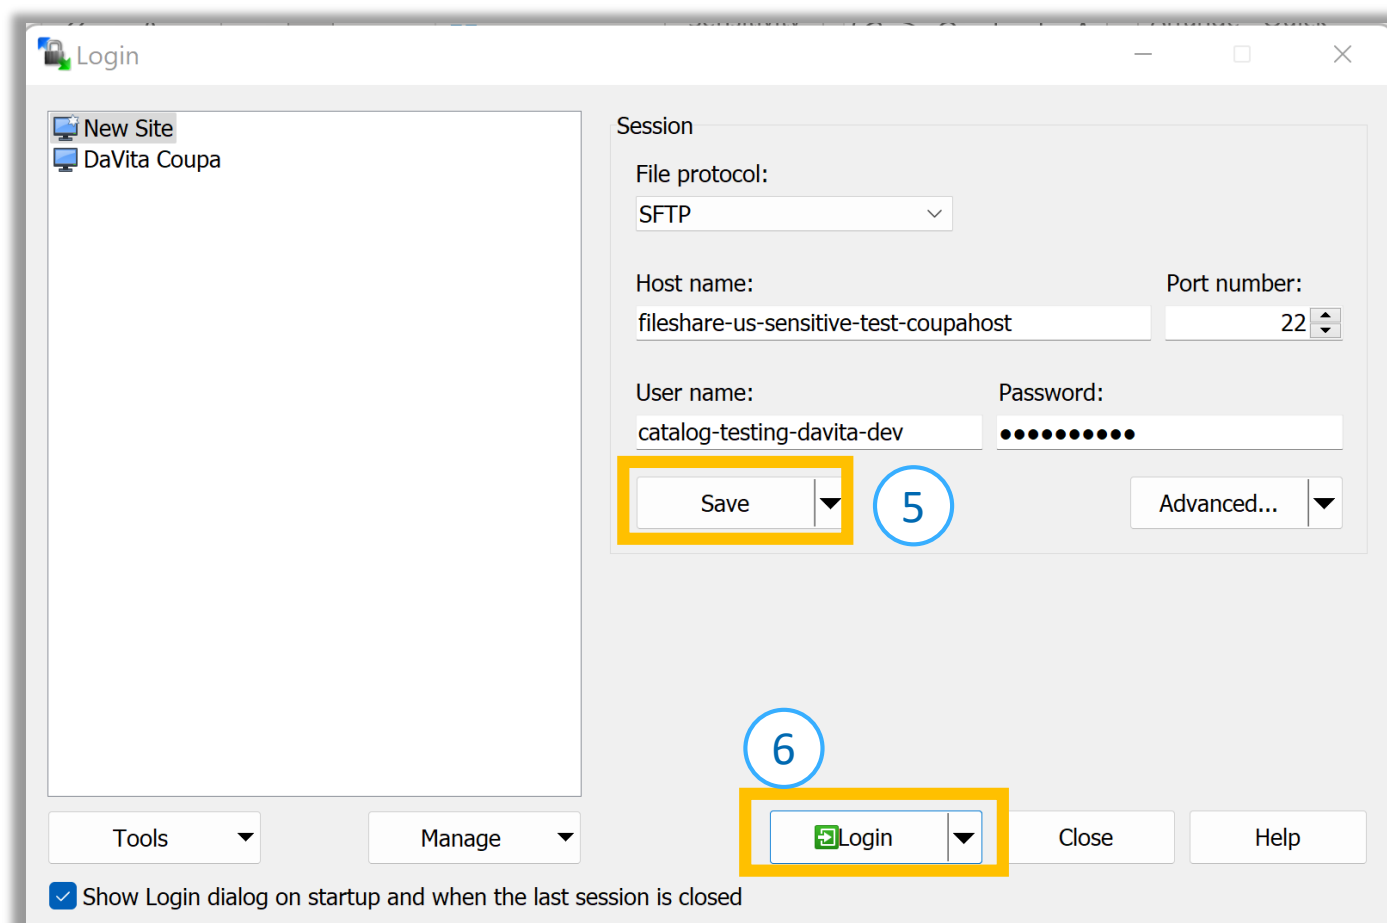 Login
New Site
DaVita Coupa
Session
File protocol:
SFTP
Host name:
Port number:
fileshare-us-sensitive-test-coupahost
22
User name:
Password:
catalog-testing-davita-dev
●●●●●●●●●●
Save
5
Advanced...
6
Tools
Manage
Login
Close
Help
Show Login dialog on startup and when the last session is closed